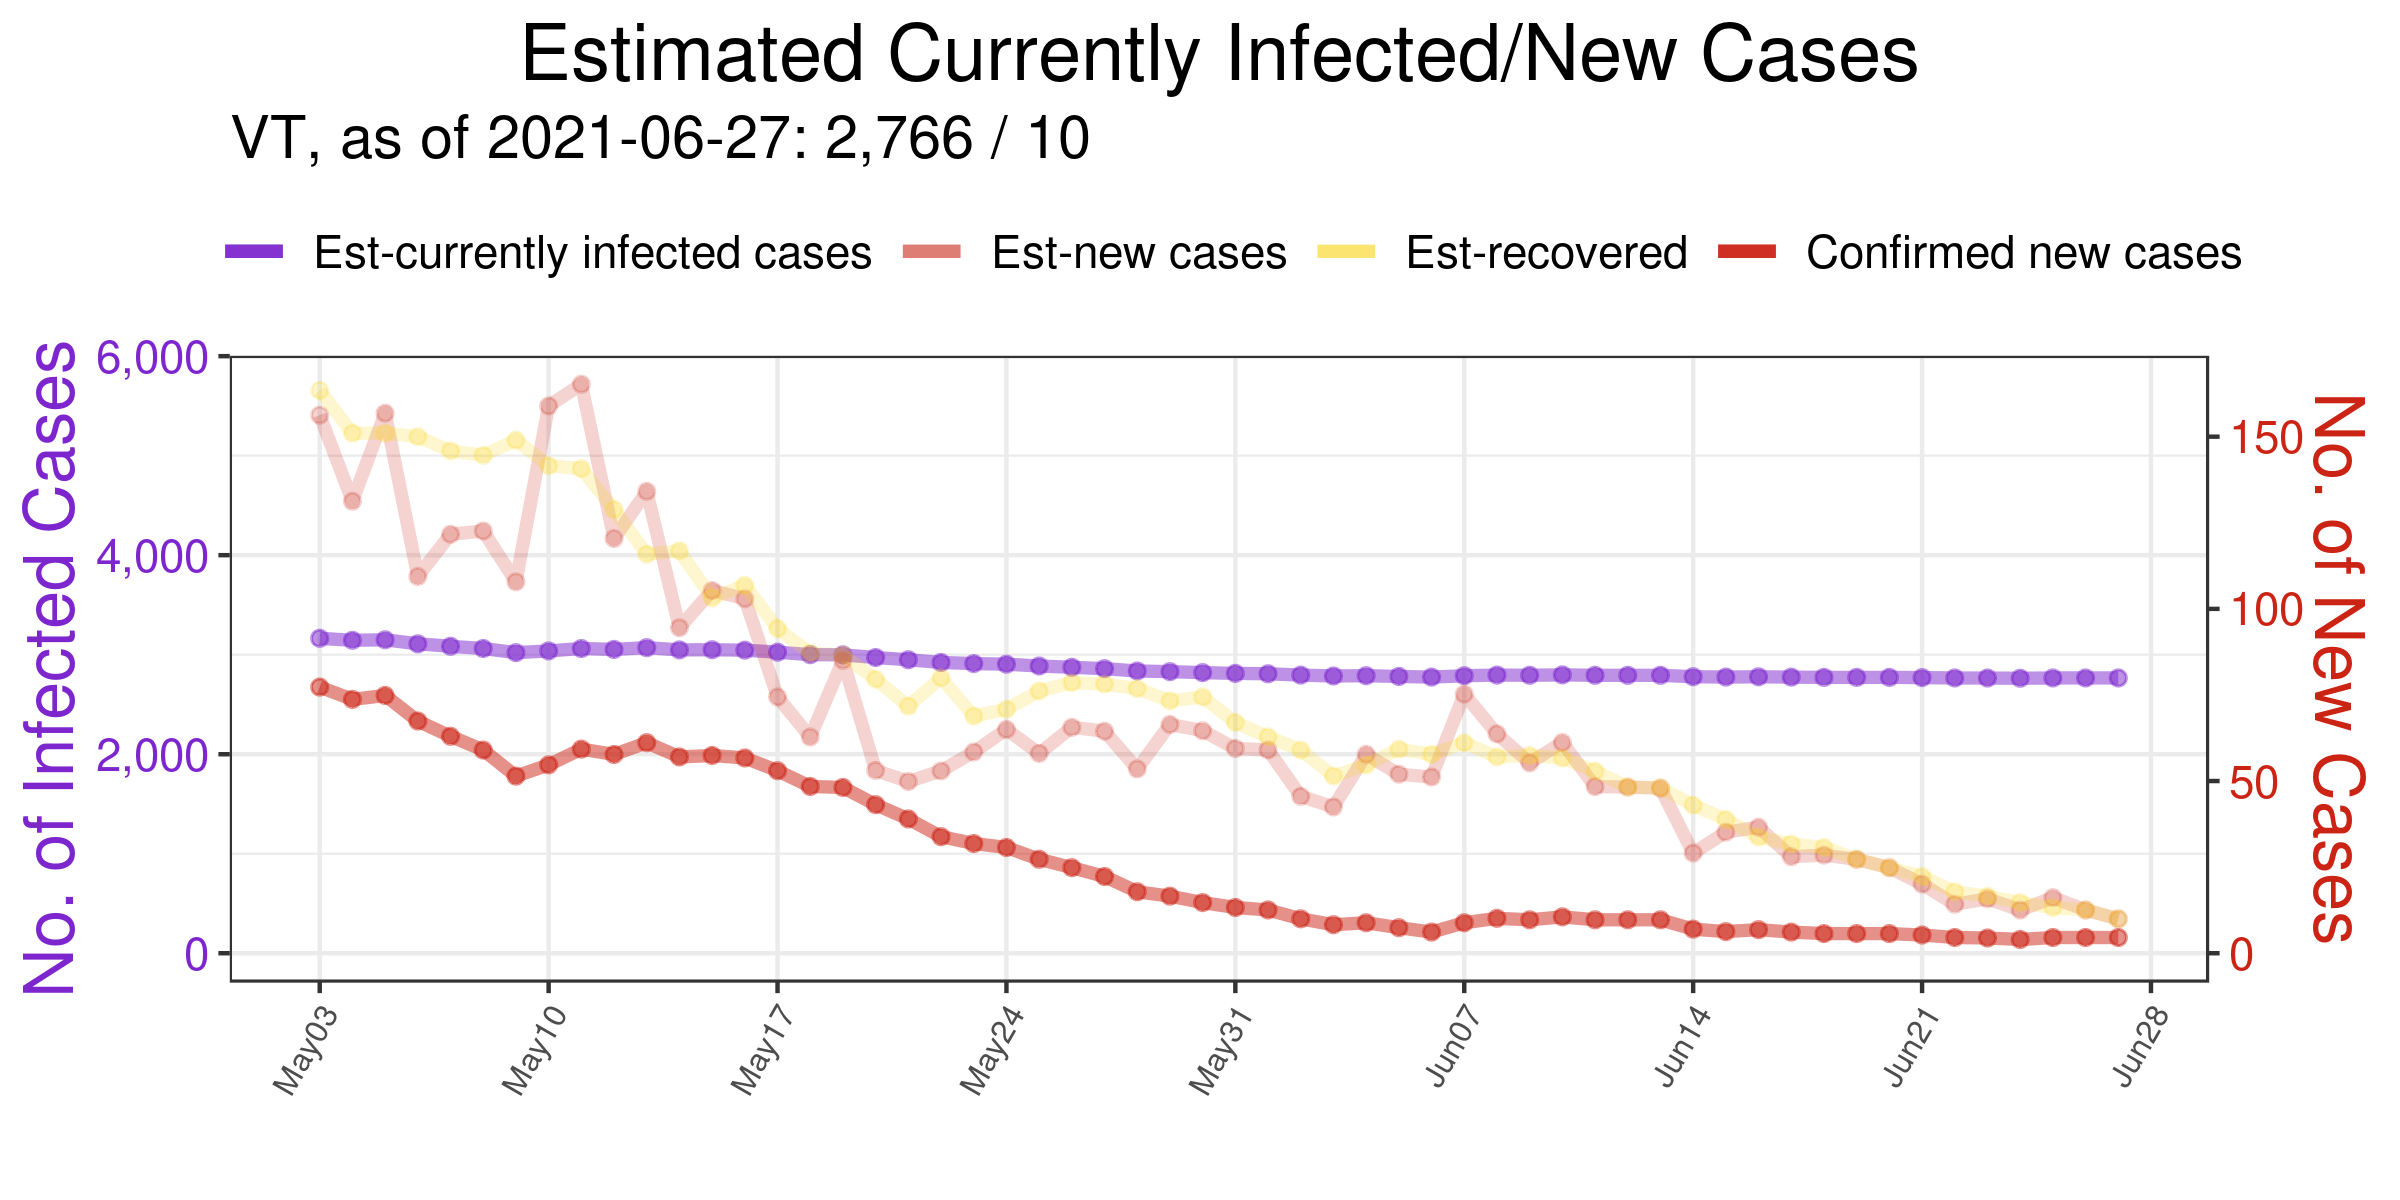 Estimated Currently Infected/New Cases
VT, as of 2021-06-27: 2,766 / 10
Est-currently infected cases Est-new cases Est-recovered Confirmed new cases
No. of Infected Cases
6,000
4,000
2,000
0
150
100
50
0
No. of New Cases
May03 May10 May17 May24 May31 Jun07 Jun14 Jun21 Jun28